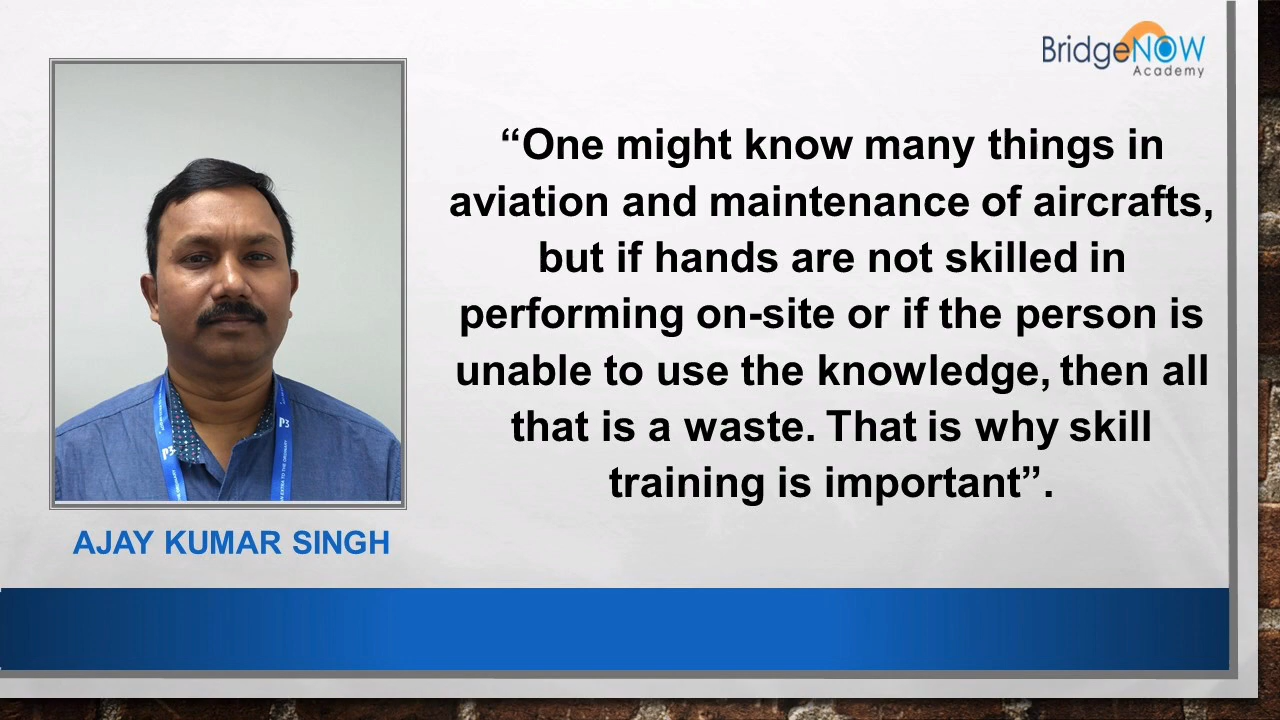 BridgeNOW
Academy
“One might know many things in
aviation and maintenance of aircrafts,
but if hands are not skilled in
performing on-site or if the person is
unable to use the knowledge, then all
that is a waste. That is why skill
training is important”.
AJAY KUMAR SINGH